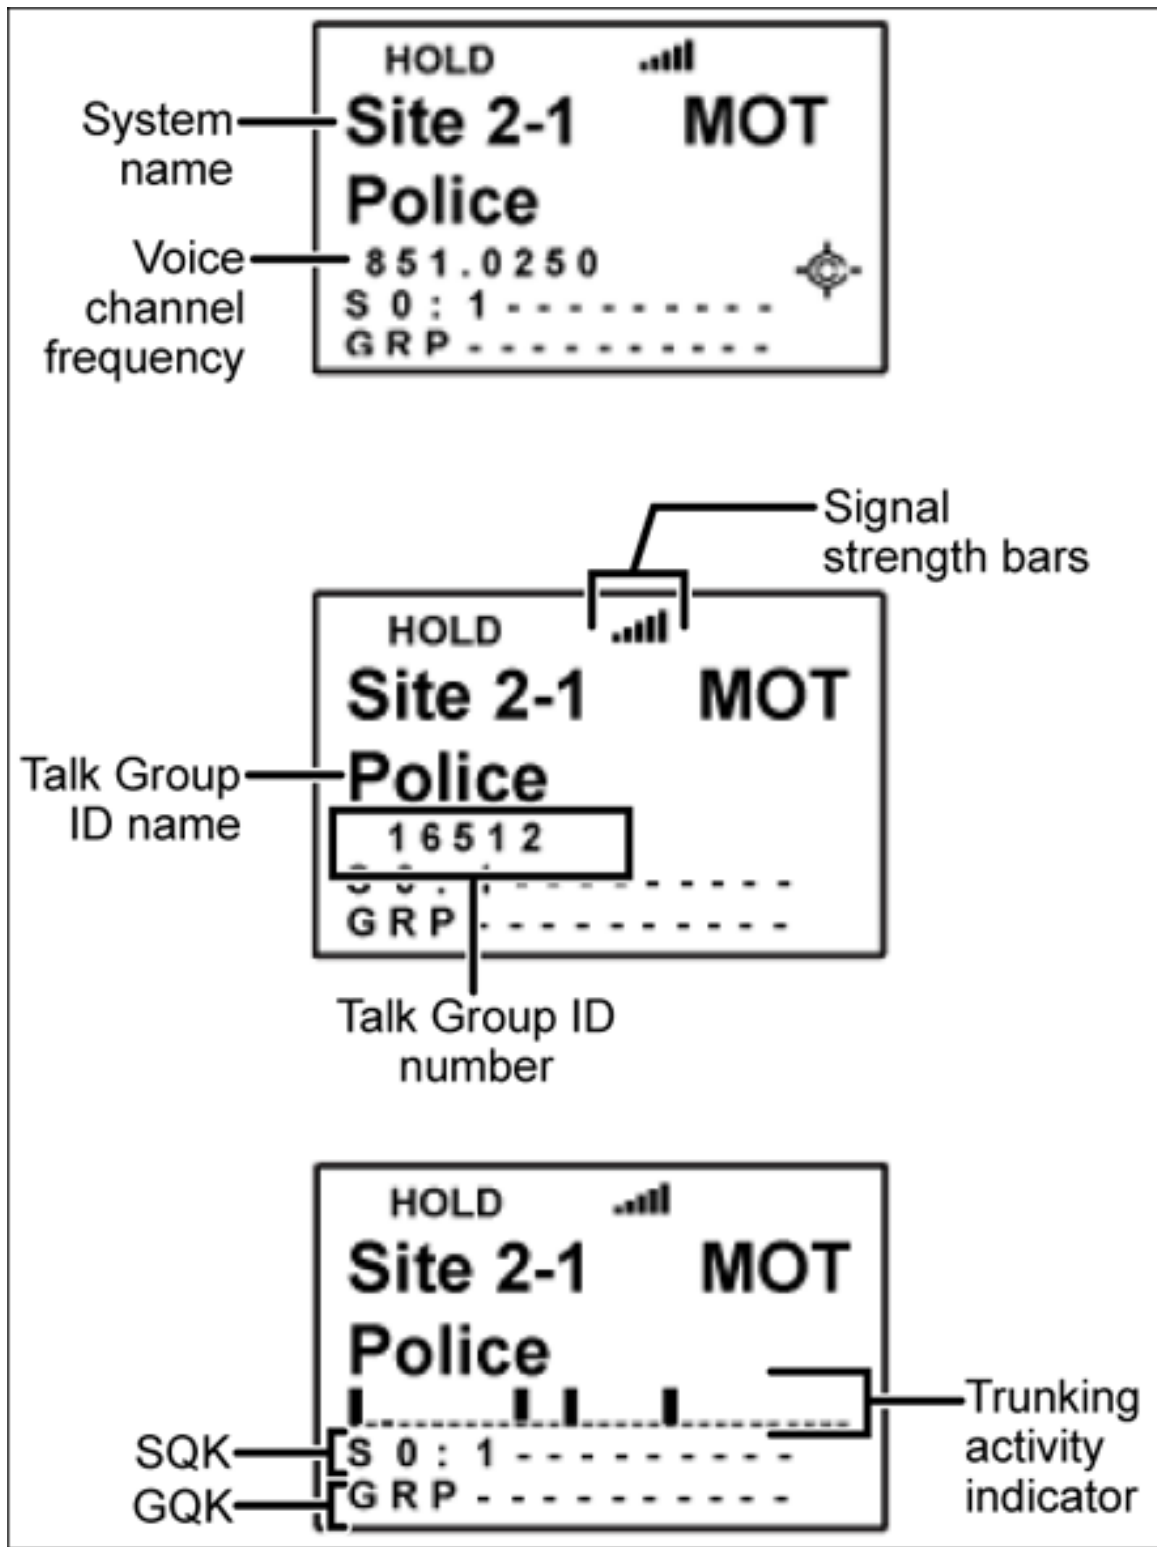 HOLD
System name
Site 2-1 MOT
Police
Voice channel frequency
851.0250
S0:1---------
GRP----------
Signal strength bars
HOLD
Site 2-1 MOT
Talk Group ID name
Police
16512
GRP----------
Talk Group ID number
HOLD
Site 2-1 MOT
Police
Trunking activity indicator
SQK
S0:1---------
GQK
GRP----------